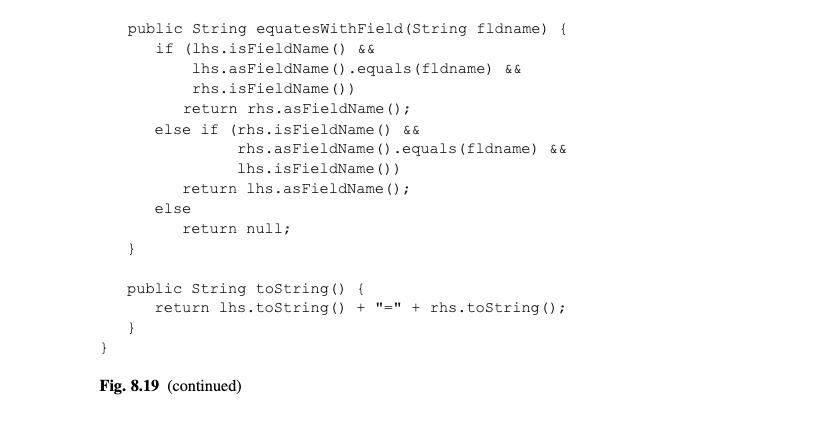 public String equatesWithField(String fldname) {
if (lhs.isFieldName() &&
lhs.asFieldName().equals(fldname) &&
rhs.isFieldName())
return rhs.asFieldName();
else if (rhs.isFieldName() &&
rhs.asFieldName().equals(fldname) &&
lhs.isFieldName())
return lhs.asFieldName();
else
return null;
}
public String toString() {
return lhs.toString() + "=" + rhs.toString();
}
}
Fig. 8.19 (continued)